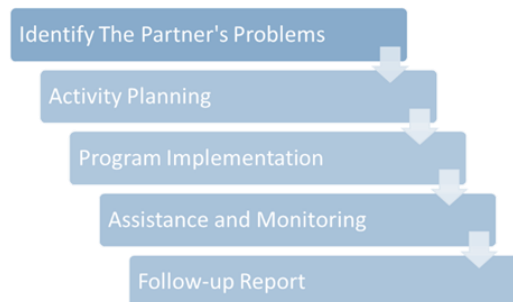 Identify The Partner's Problems
Activity Planning
Program Implementation
Assistance and Monitoring
Follow-up Report